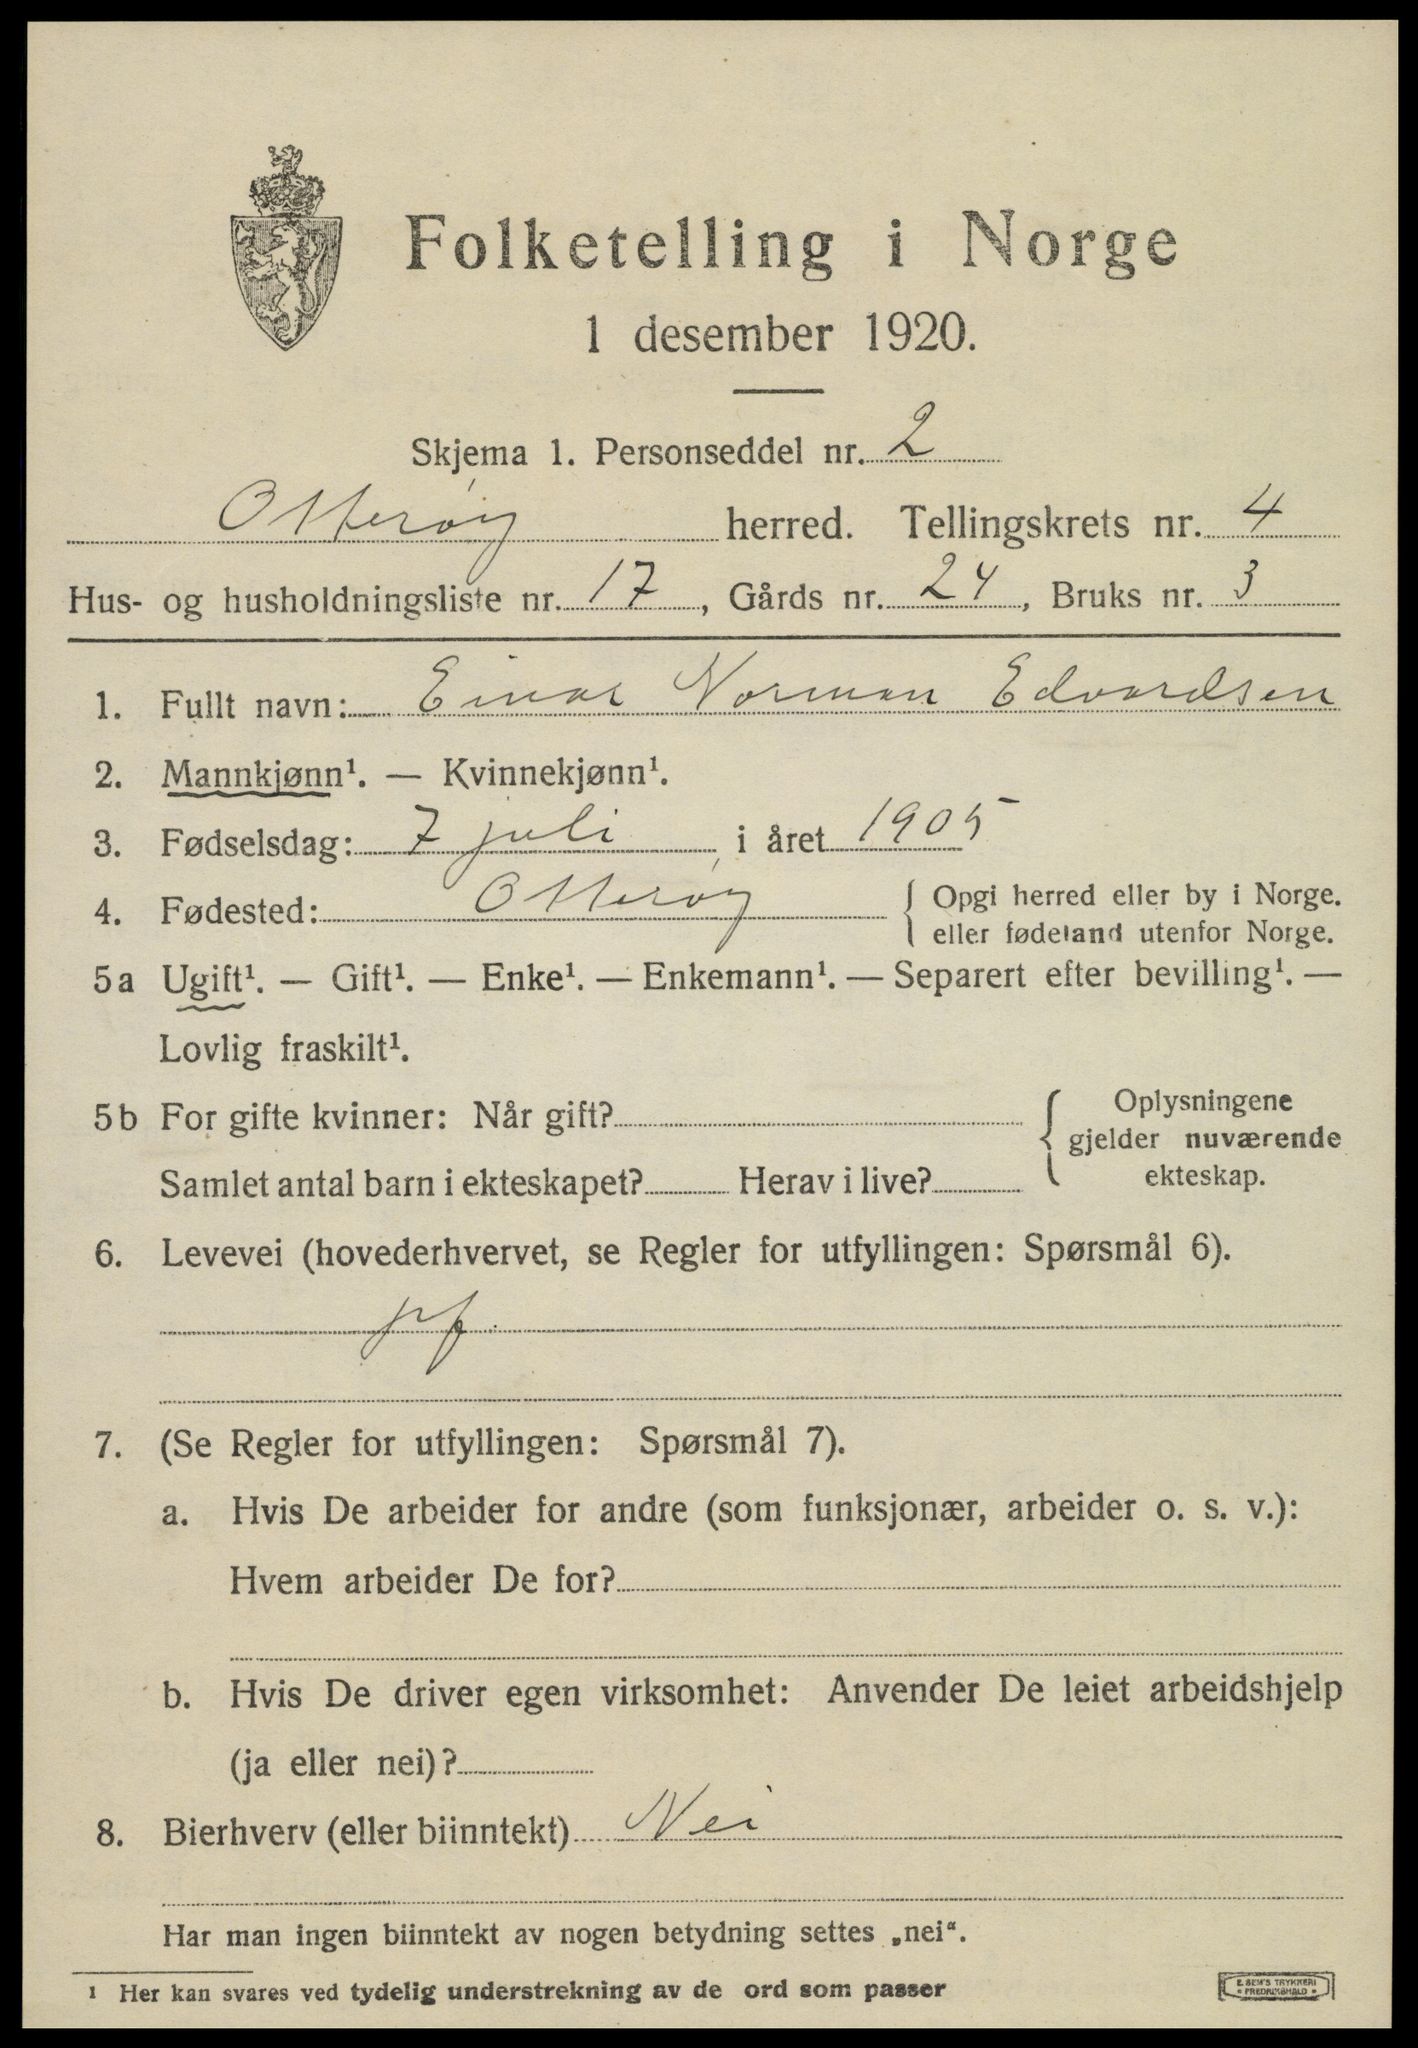 Folketelling i Norge
1 desember 1920.
Skjema 1. Personseddel nr. 2
Otterøy herred. Tellingskrets nr. 4
Hus- og husholdningsliste nr. 17, Gårds nr. 24, Bruks nr. 3
1. Fullt navn: Einar Norman Edvardsen
2. Mannkjønn¹. — Kvinnekjønn¹.
3. Fødselsdag: 7 juli i året 1905
4. Fødested: Otterøy { Opgi herred eller by i Norge.
eller fødeland utenfor Norge.
5a Ugift¹. — Gift¹. — Enke¹. — Enkemann¹. — Separert efter bevilling¹. —
Lovlig fraskilt¹.
5b For gifte kvinner: Når gift? { Oplysningene
gjelder nuværende
Samlet antal barn i ekteskapet? Herav i live? ekteskap.
6. Levevei (hovederhvervet, se Regler for utfyllingen: Spørsmål 6).
7. (Se Regler for utfyllingen: Spørsmål 7).
a. Hvis De arbeider for andre (som funksjonær, arbeider o. s. v.):
Hvem arbeider De for?
b. Hvis De driver egen virksomhet: Anvender De leiet arbeidshjelp
(ja eller nei)?
8. Bierhverv (eller biinntekt) Nei
Har man ingen biinntekt av nogen betydning settes „nei“.
¹ Her kan svares ved tydelig understrekning av de ord som passer
E. SEM'S TRYKKERI
FREDRIKSHALD